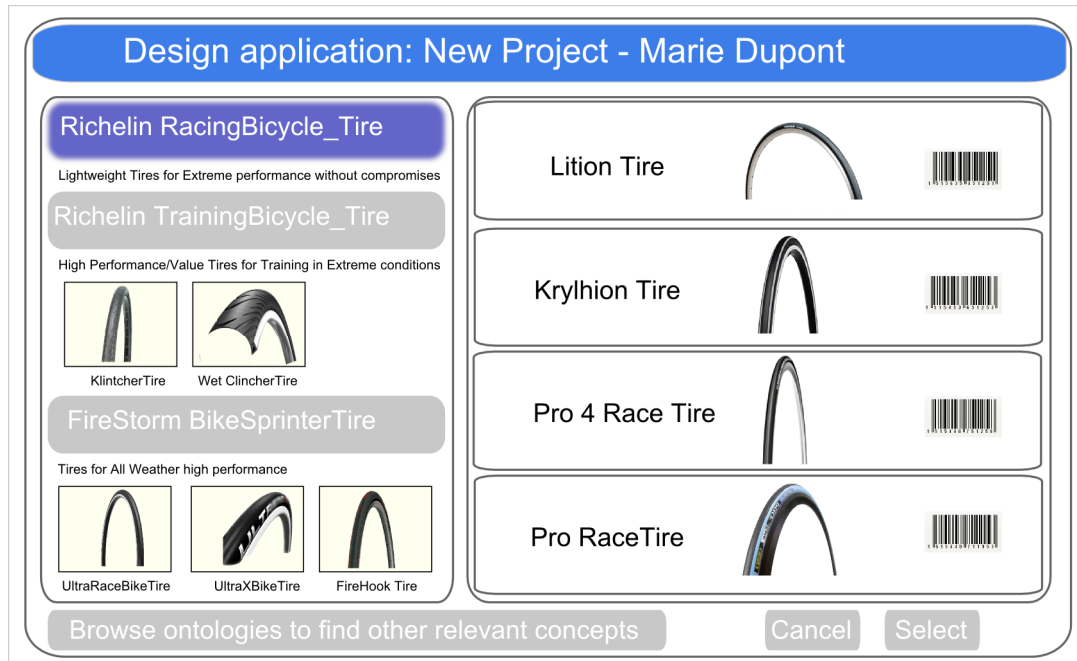 Design application: New Project - Marie Dupont
Richelin RacingBicycle_Tire
Lightweight Tires for Extreme performance without compromises
Richelin TrainingBicycle_Tire
High Performance/Value Tires for Training in Extreme conditions
KlintcherTire
Wet ClincherTire
FireStorm BikeSprinterTire
Tires for All Weather high performance
UltraRaceBikeTire
UltraXBikeTire
FireHook Tire
Lition Tire
Krylhion Tire
Pro 4 Race Tire
Pro RaceTire
Browse ontologies to find other relevant concepts
Cancel
Select